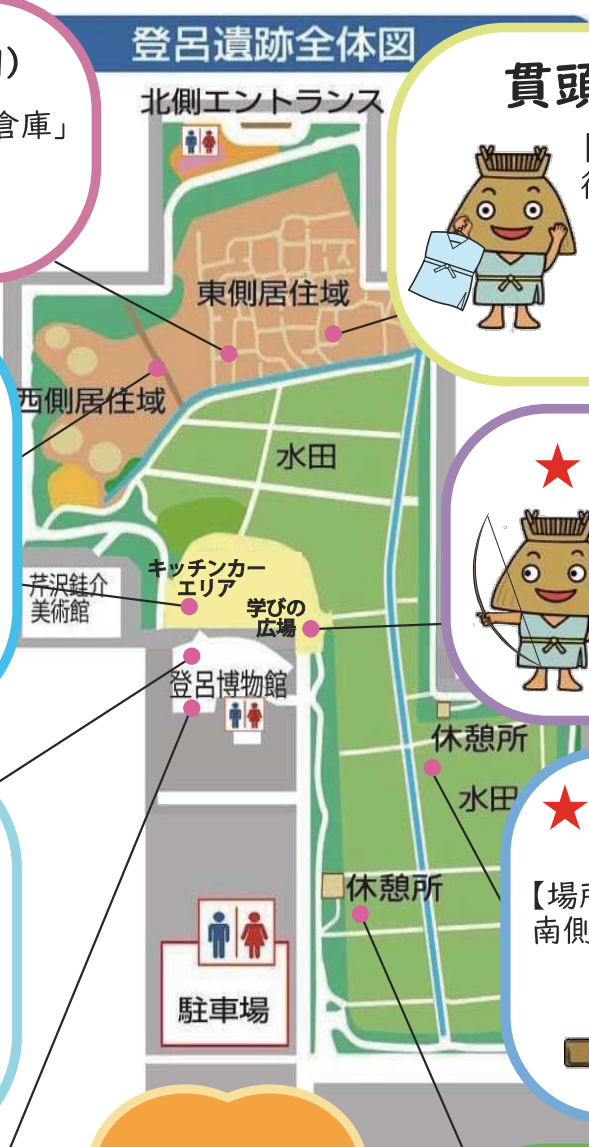 登呂遺跡全体図
北側エントランス
倉庫」
貫頭
東側居住域
西側居住域
水田
キッチンカー
エリア
学びの
広場
芹沢銈介
美術館
登呂博物館
休憩所
水田
【場所
南側
休憩所
駐車場